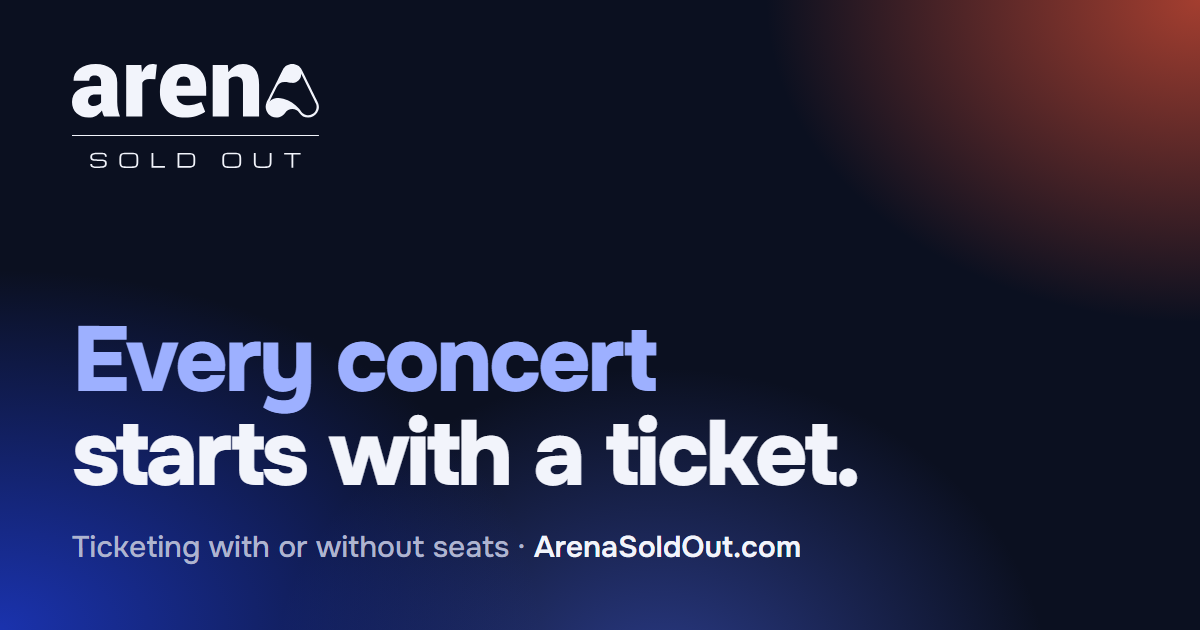 arena
SOLD OUT
Every concert
starts with a ticket.
Ticketing with or without seats · ArenaSoldOut.com